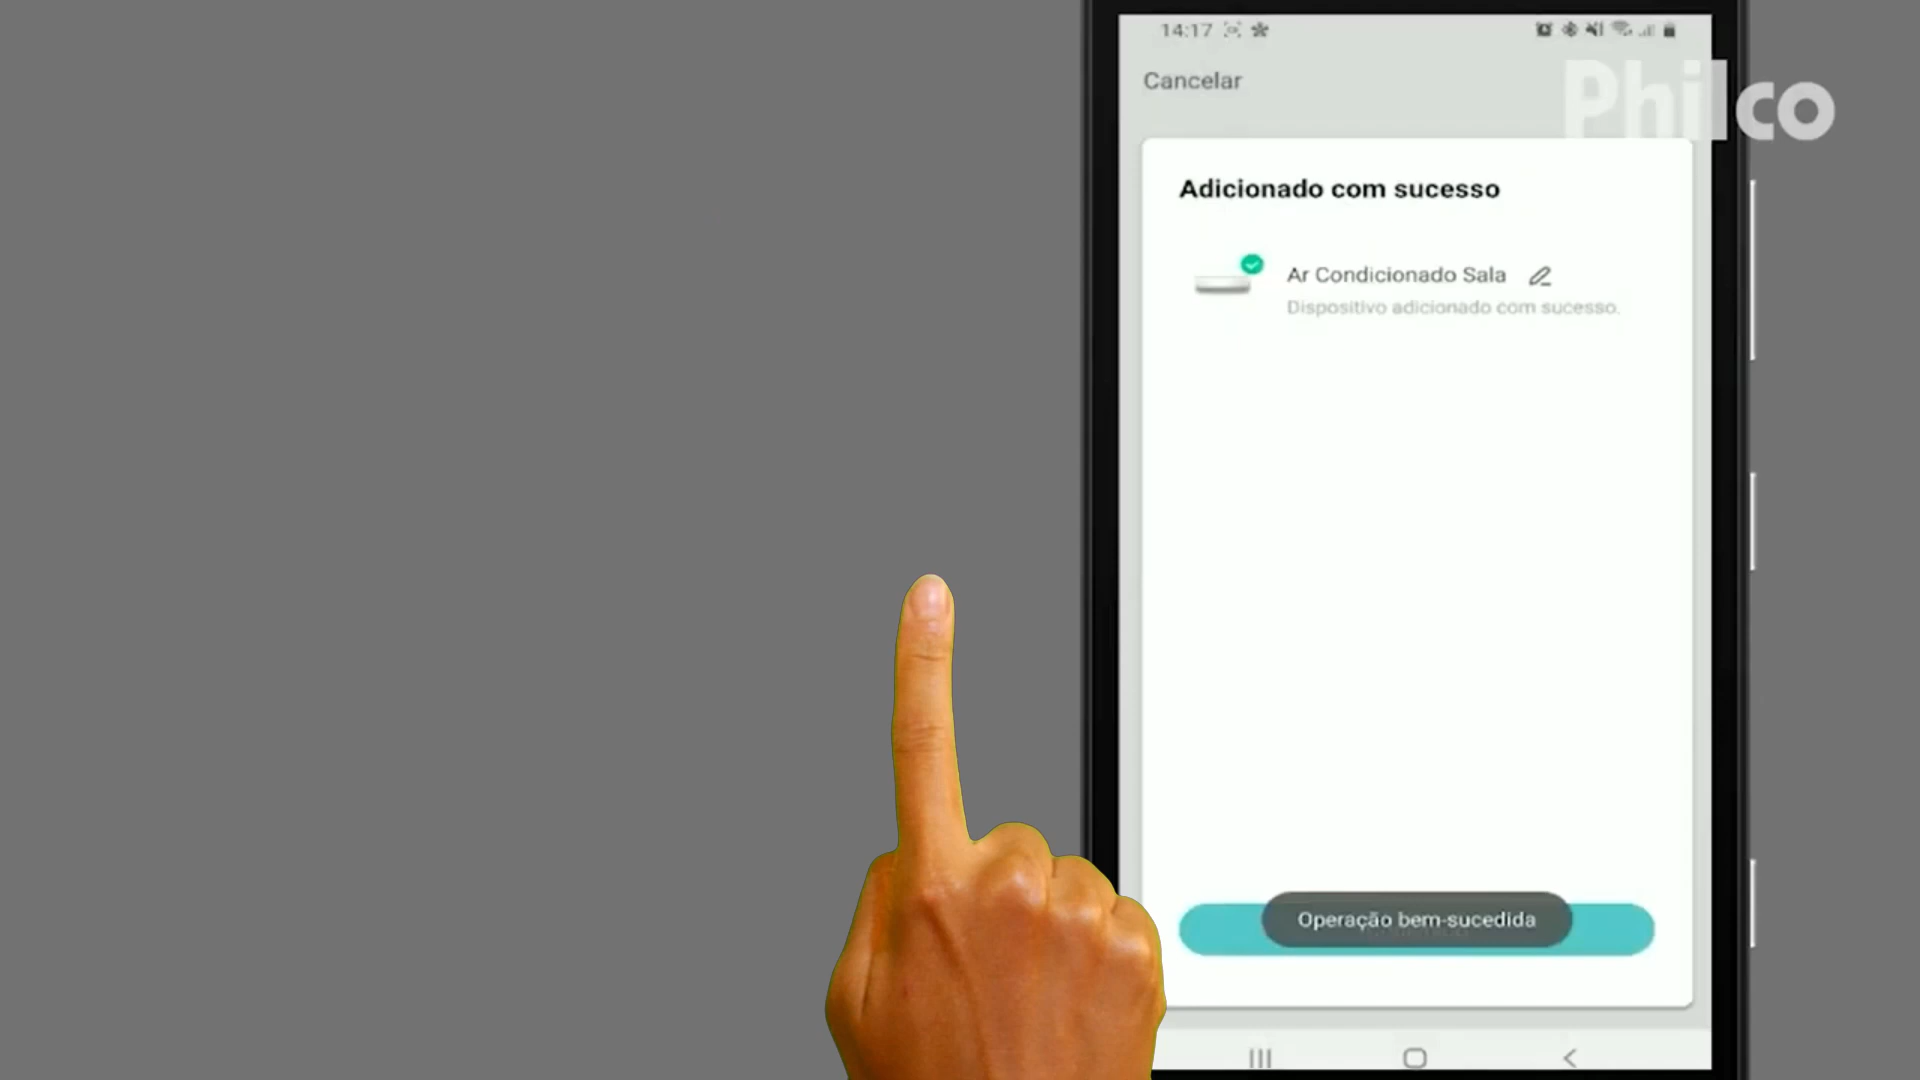 14:17
Cancelar
Philco
Adicionado com sucesso
Ar Condicionado Sala
Dispositivo adicionado com sucesso.
Operação bem-sucedida